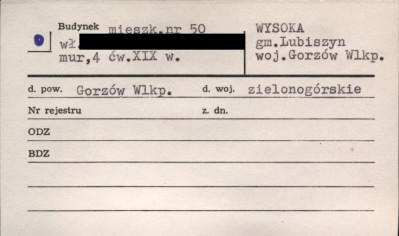 Budynek mieszk.nr 50
wł.
mur,4 ćw.XIX w.
WYSOKA
gm.Lubiszyn
woj.Gorzów Wlkp.
d. pow. Gorzów Wlkp. d. woj. zielonogórskie
Nr rejestru z. dn.
ODZ
BDZ